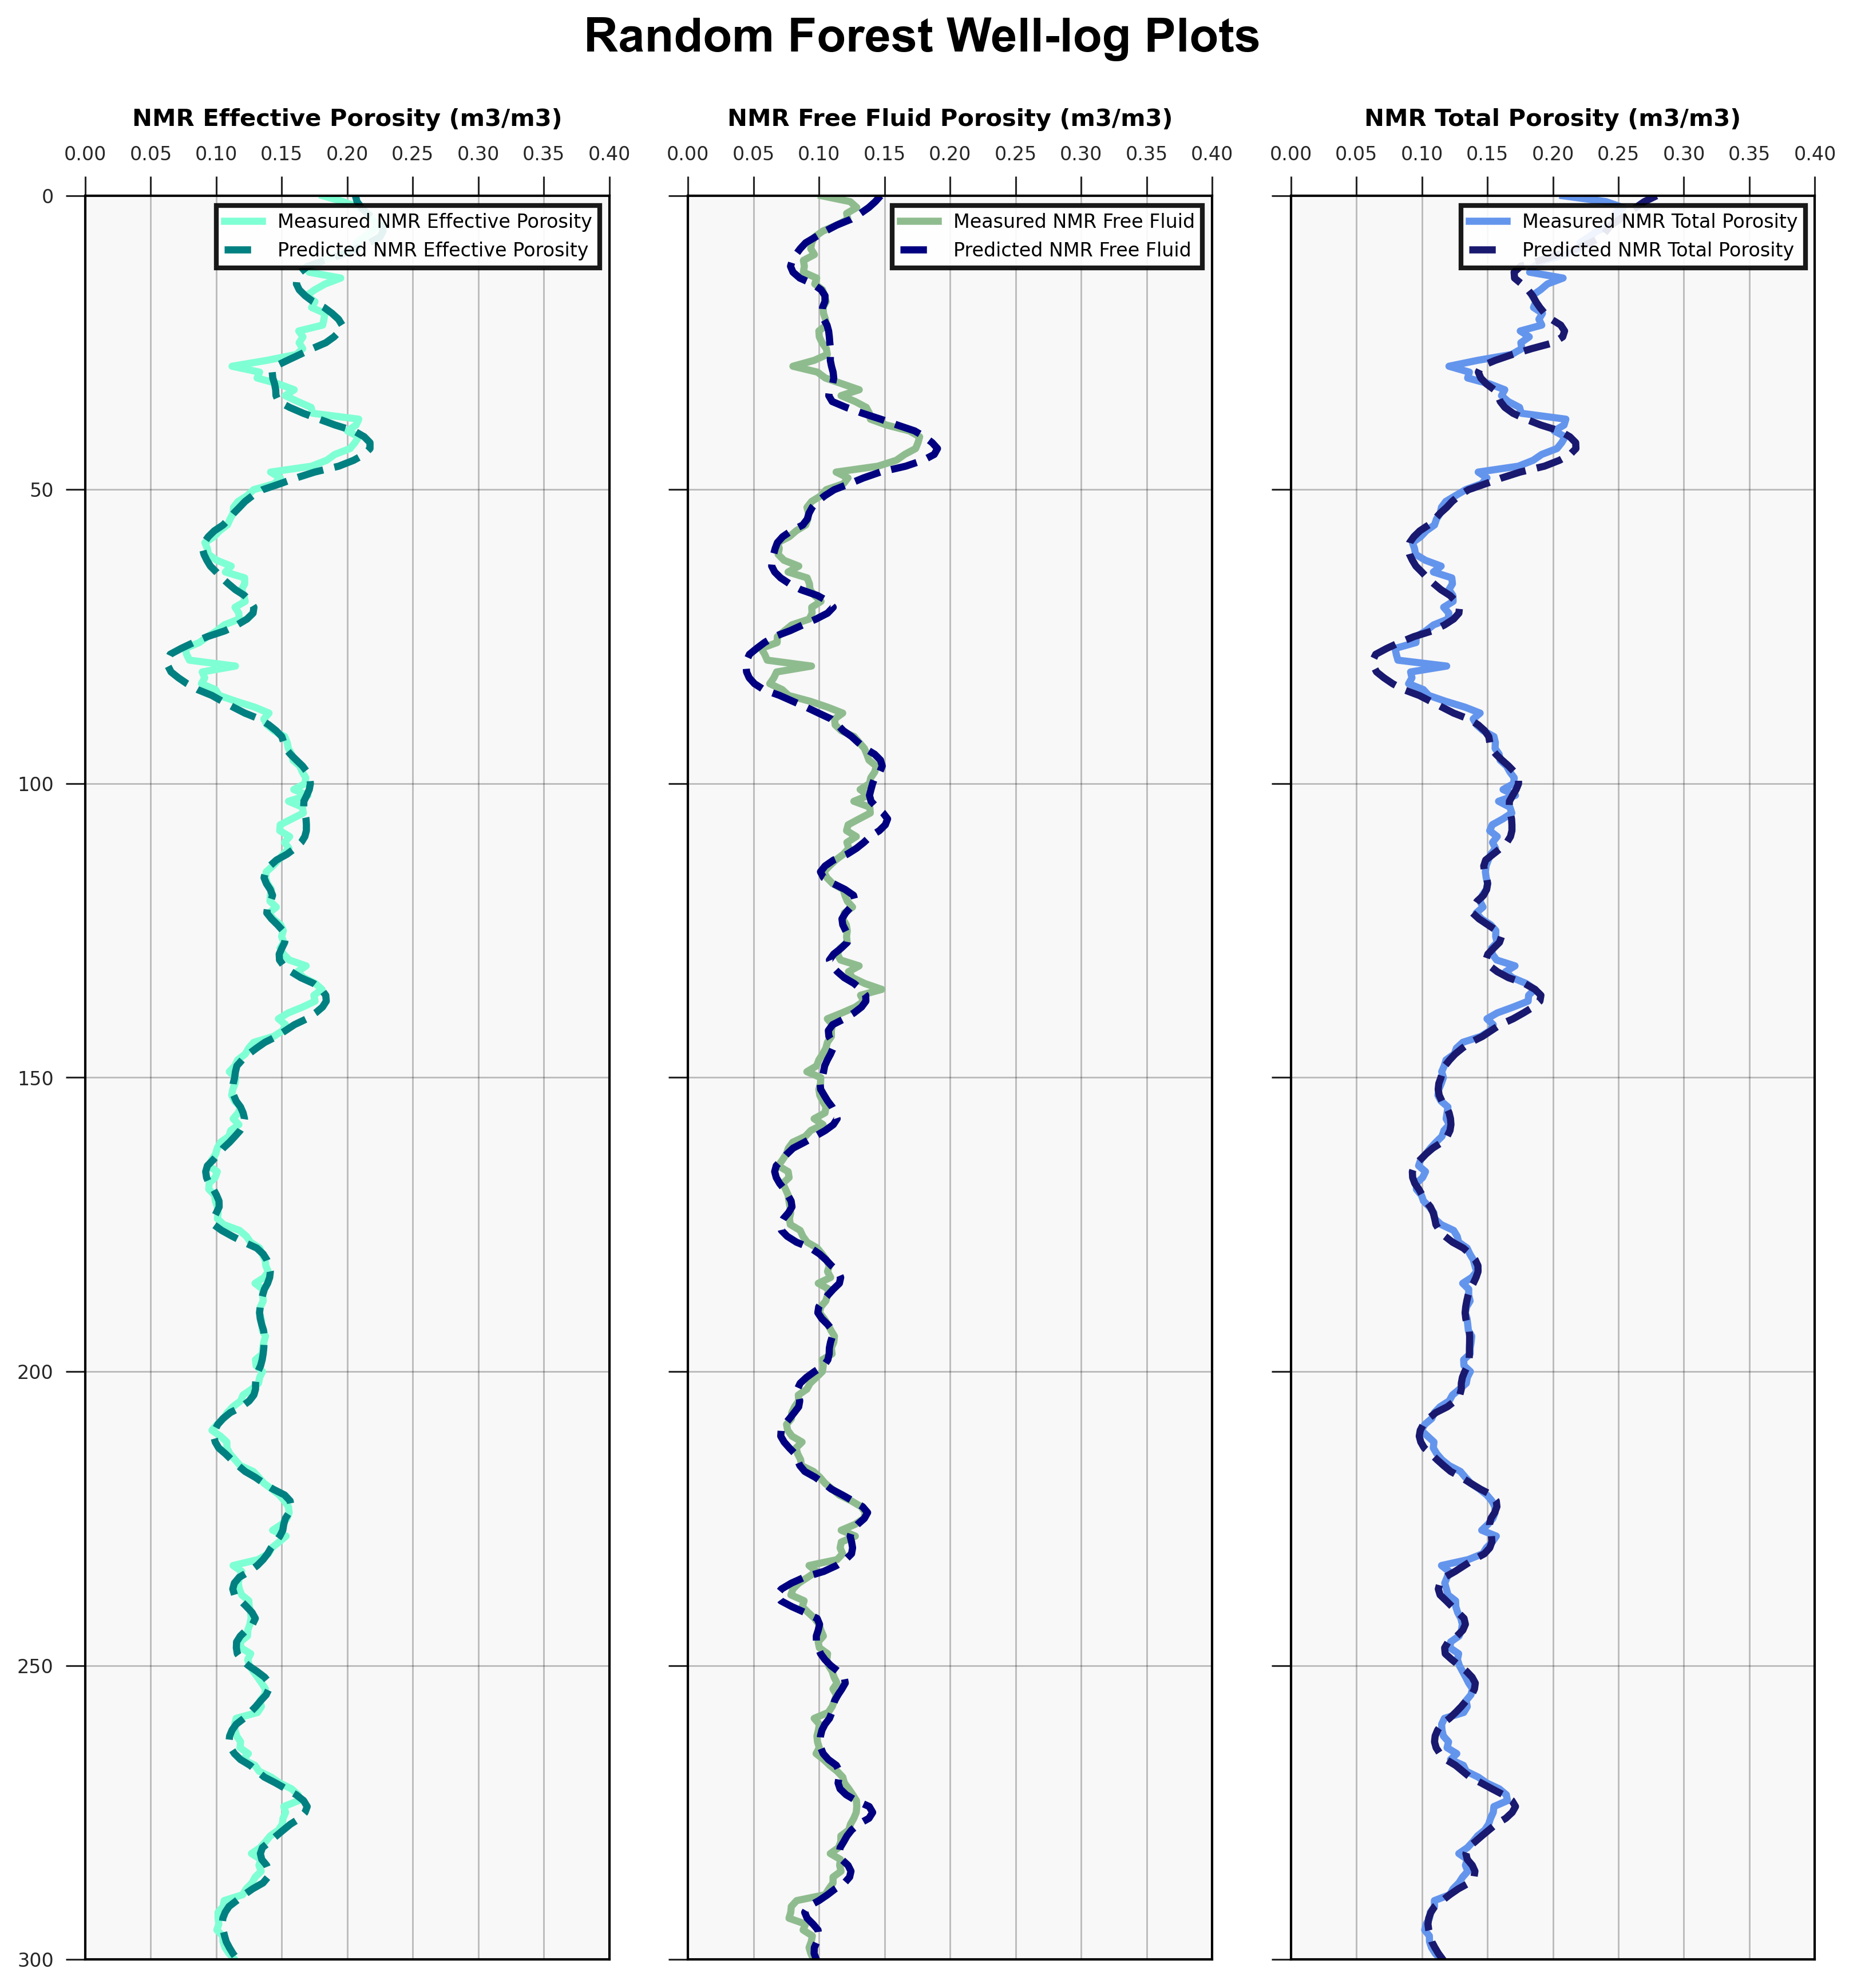 Random Forest Well-log Plots
NMR Effective Porosity (m3/m3)
NMR Free Fluid Porosity (m3/m3)
NMR Total Porosity (m3/m3)
0.00 0.05 0.10 0.15 0.20 0.25 0.30 0.35 0.40
0.00 0.05 0.10 0.15 0.20 0.25 0.30 0.35 0.40
0.00 0.05 0.10 0.15 0.20 0.25 0.30 0.35 0.40
Measured NMR Effective Porosity
Predicted NMR Effective Porosity
Measured NMR Free Fluid
Predicted NMR Free Fluid
Measured NMR Total Porosity
Predicted NMR Total Porosity
0
50
100
150
200
250
300